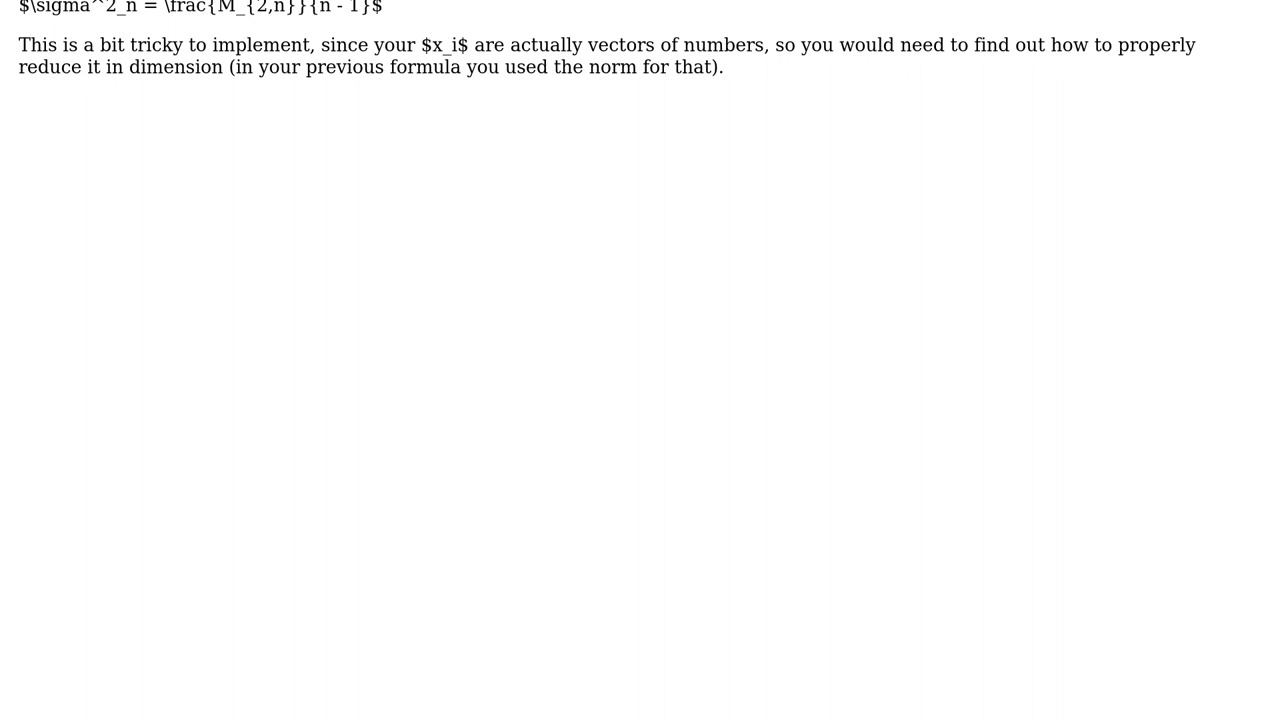 $\sigma^2_n = \frac{M_{2,n}}{n - 1}$
This is a bit tricky to implement, since your $x_i$ are actually vectors of numbers, so you would need to find out how to properly
reduce it in dimension (in your previous formula you used the norm for that).